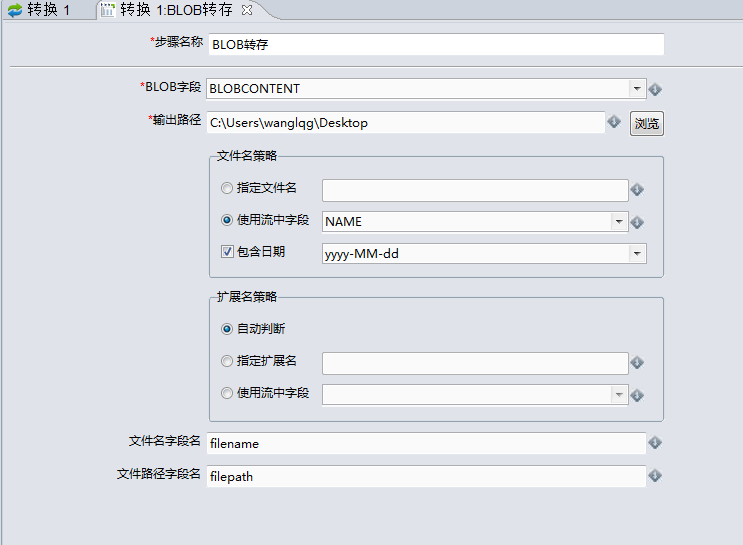 转换 1 转换 1:BLOB转存
*步骤名称 BLOB转存
*BLOB字段 BLOBCONTENT
*输出路径 C:\Users\wanglqg\Desktop 浏览
文件名策略
指定文件名
使用流中字段 NAME
包含日期 yyyy-MM-dd
扩展名策略
自动判断
指定扩展名
使用流中字段
文件名字段名 filename
文件路径字段名 filepath